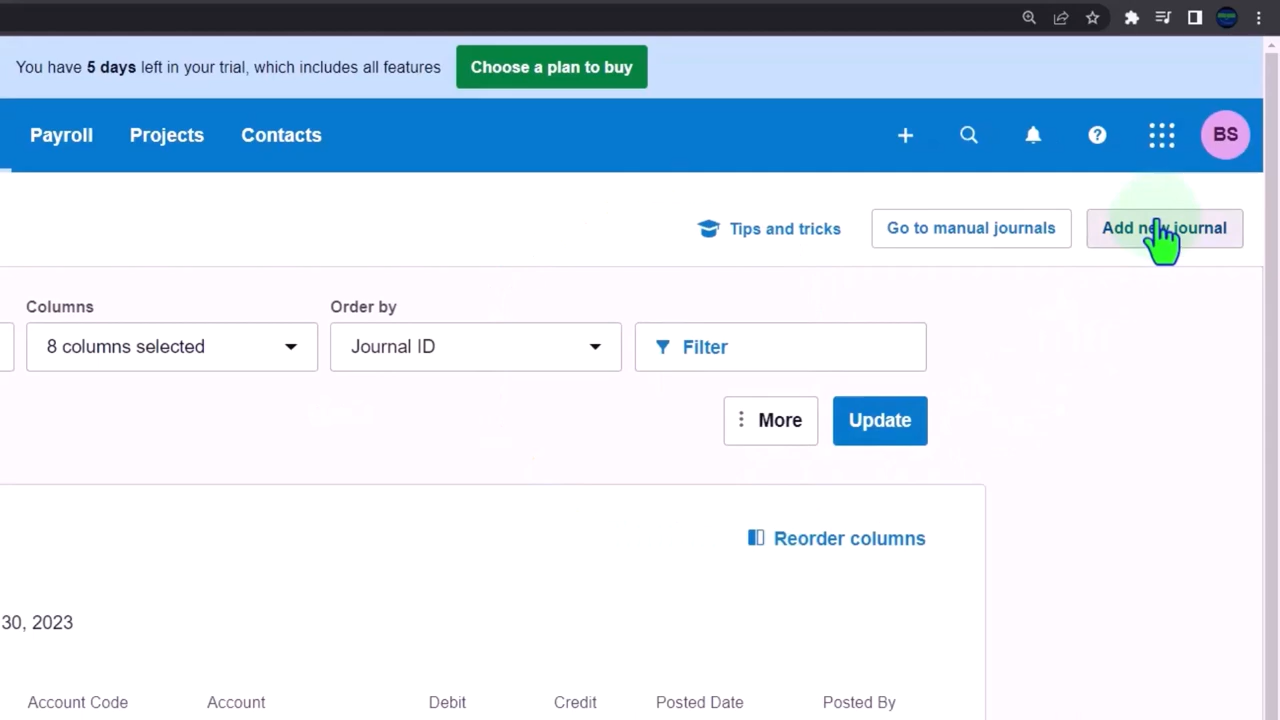 You have 5 days left in your trial, which includes all features
Choose a plan to buy
Payroll Projects Contacts
BS
Tips and tricks
Go to manual journals
Add new journal
Columns
Order by
8 columns selected
Journal ID
Filter
More
Update
Reorder columns
30, 2023
Account Code Account Debit Credit Posted Date Posted By